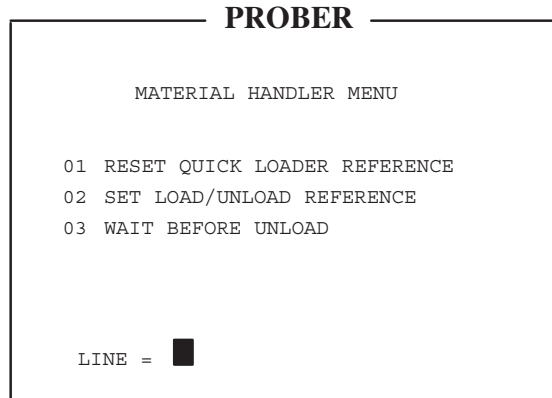 PROBER
MATERIAL HANDLER MENU
01 RESET QUICK LOADER REFERENCE
02 SET LOAD/UNLOAD REFERENCE
03 WAIT BEFORE UNLOAD
LINE =